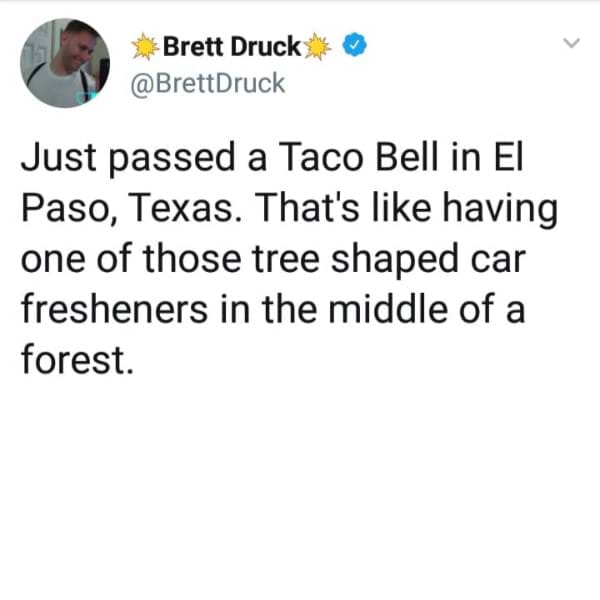 Brett Druck
@BrettDruck
Just passed a Taco Bell in El
Paso, Texas. That's like having
one of those tree shaped car
fresheners in the middle of a
forest.